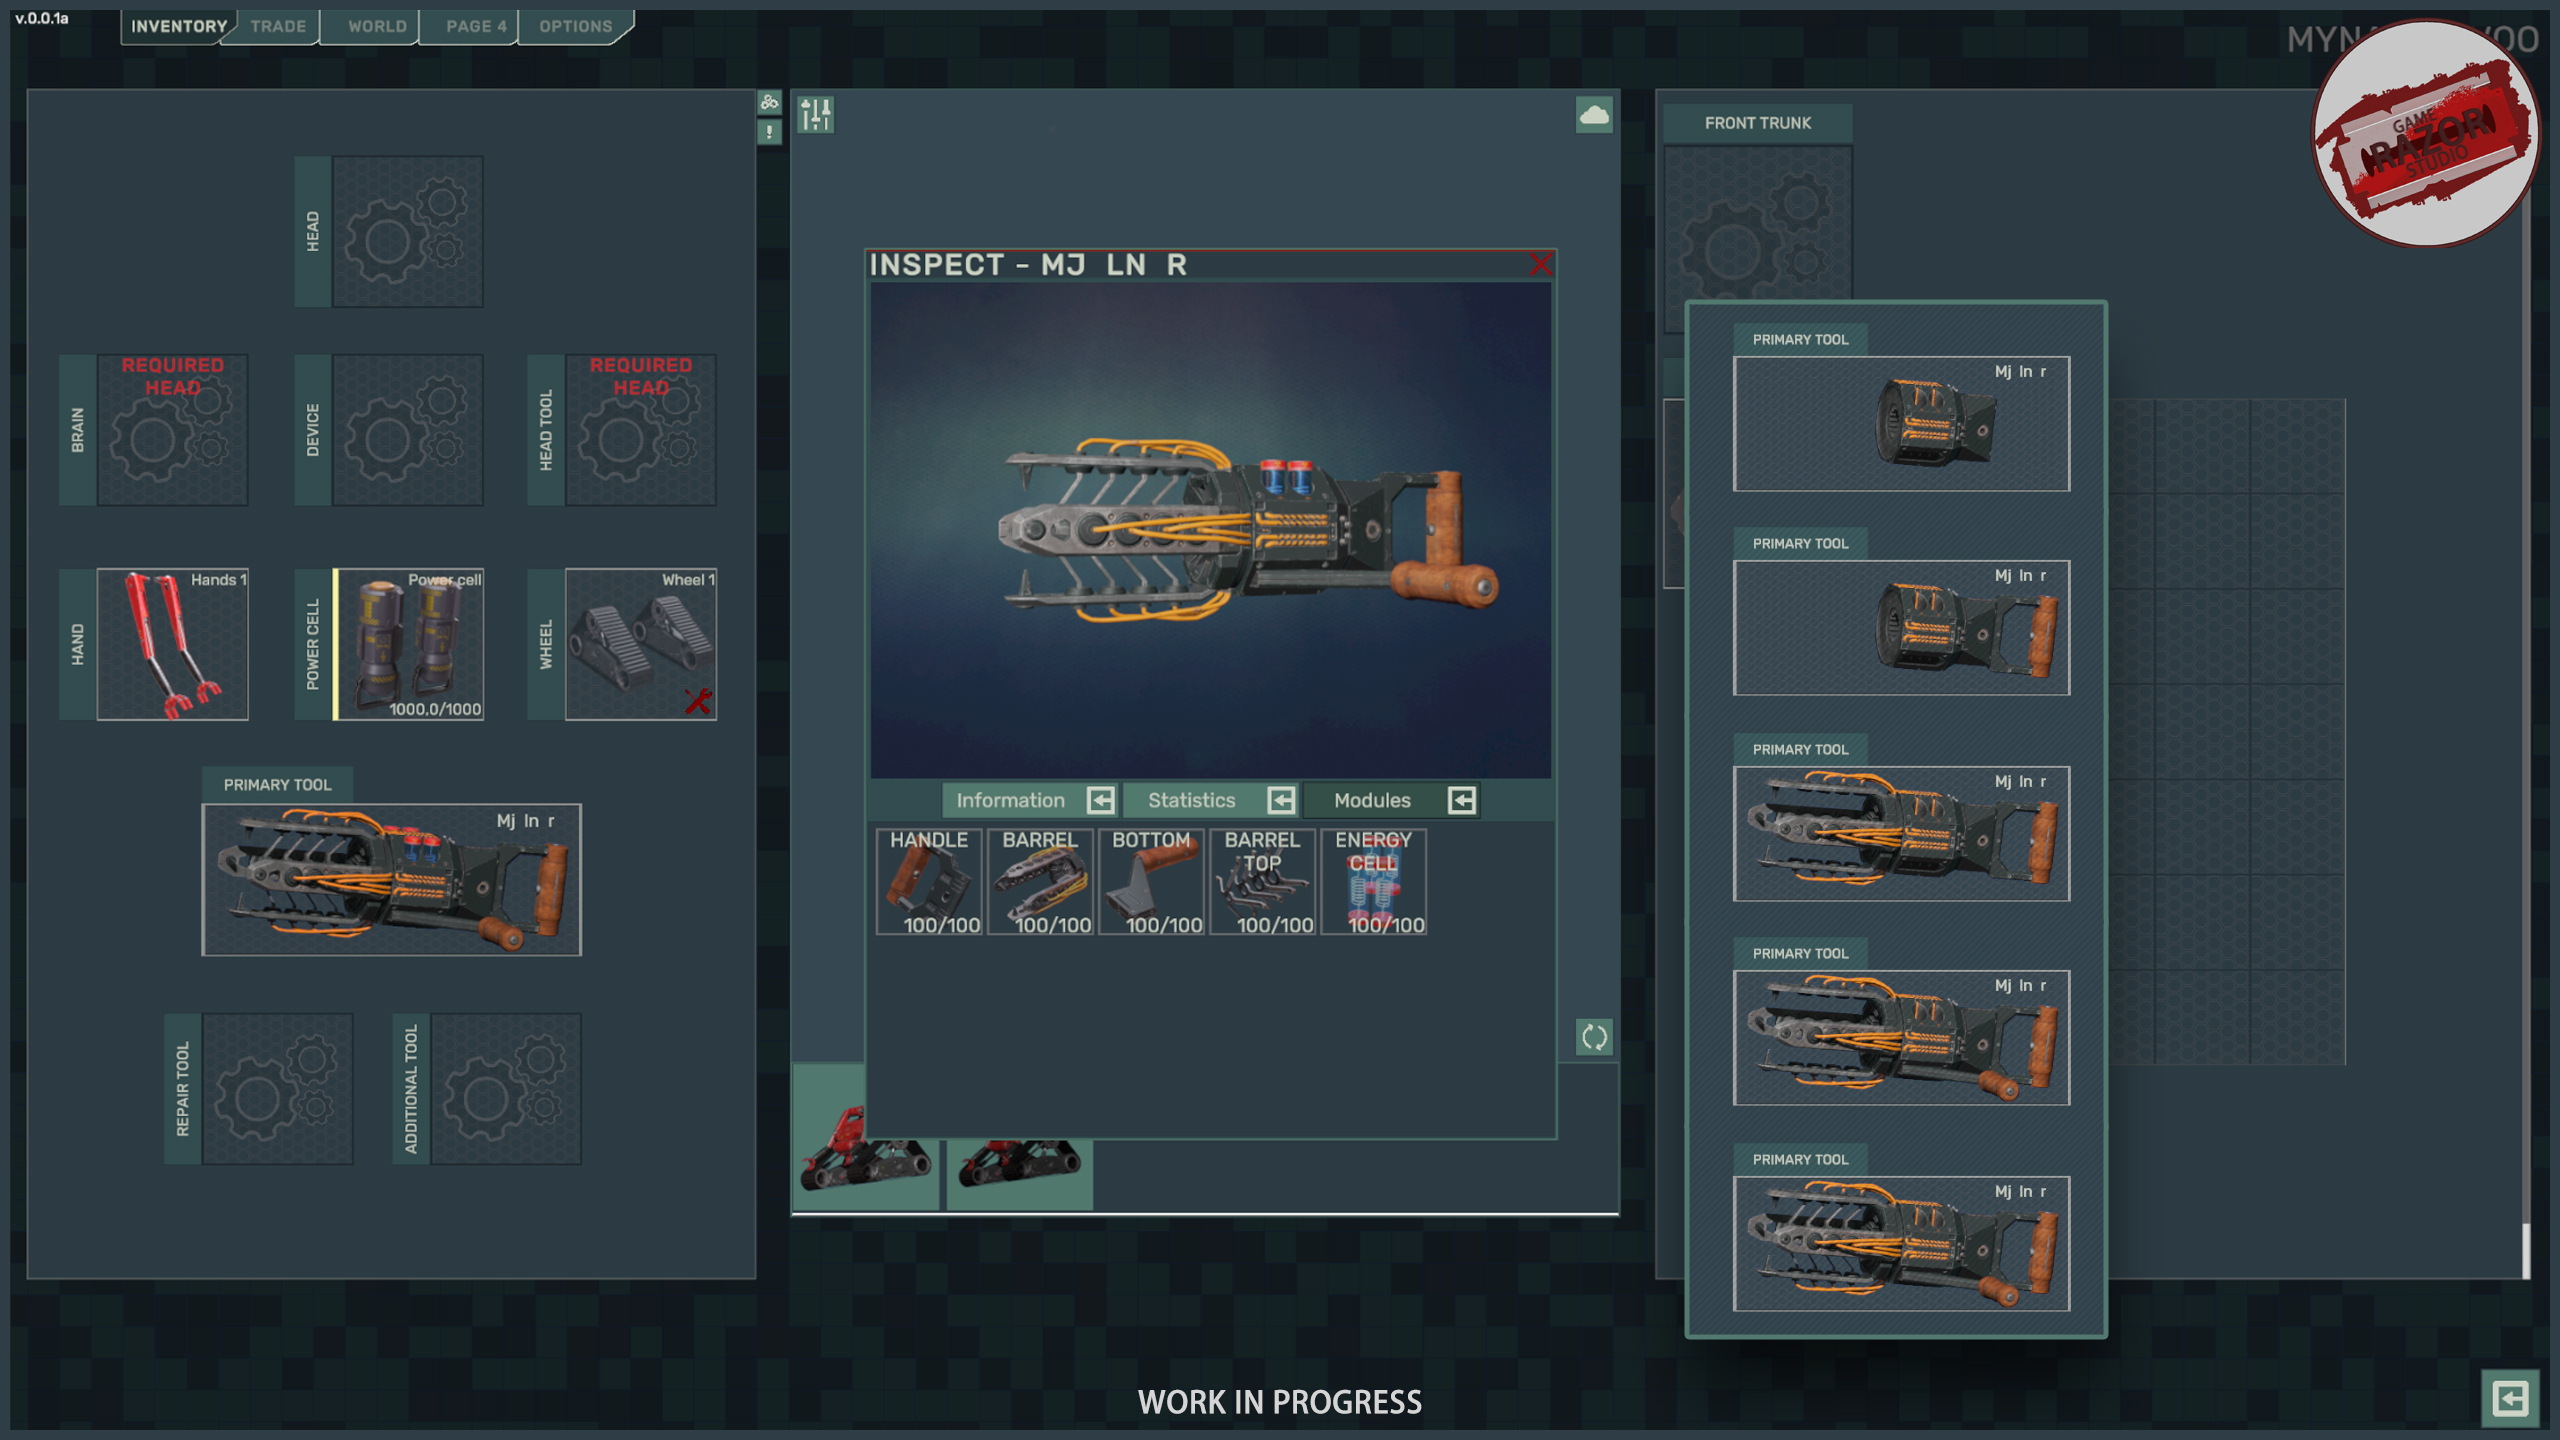 v.0.0.1a
INVENTORY
TRADE
WORLD
PAGE 4
OPTIONS
GAME
RAZOR
STUDIO
HEAD
BRAIN
REQUIRED
HEAD
DEVICE
HEAD TOOL
REQUIRED
HEAD
HAND
Hands 1
POWER CELL
Power cell
1000,0/1000
WHEEL
Wheel 1
PRIMARY TOOL
Mj ln r
REPAIR TOOL
ADDITIONAL TOOL
INSPECT - MJ LN R
Information
Statistics
Modules
HANDLE
100/100
BARREL
100/100
BOTTOM
100/100
BARREL
TOP
100/100
ENERGY
CELL
100/100
FRONT TRUNK
PRIMARY TOOL
Mj ln r
PRIMARY TOOL
Mj ln r
PRIMARY TOOL
Mj ln r
PRIMARY TOOL
Mj ln r
PRIMARY TOOL
Mj ln r
WORK IN PROGRESS